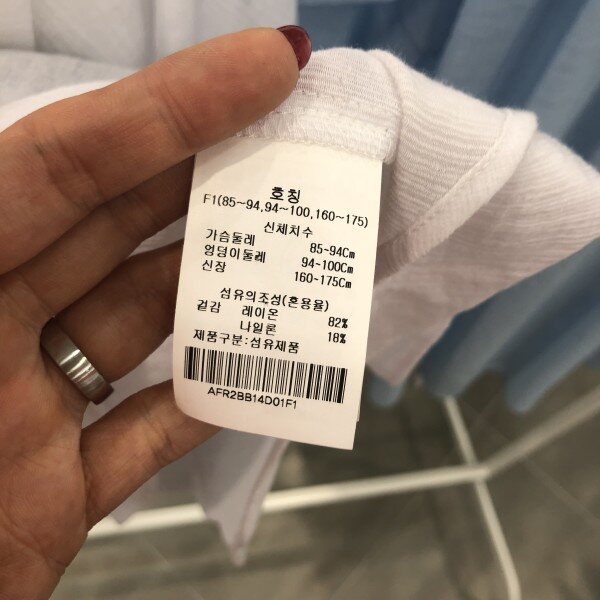 호칭
F1(85~94,94~100,160~175)
신체치수
가슴둘레 85~94Cm
엉덩이둘레 94~100Cm
신장 160~175Cm
섬유의조성(혼용율)
겉감 레이온 82%
나일론 18%
제품구분:섬유제품
AFR2BB14D01F1